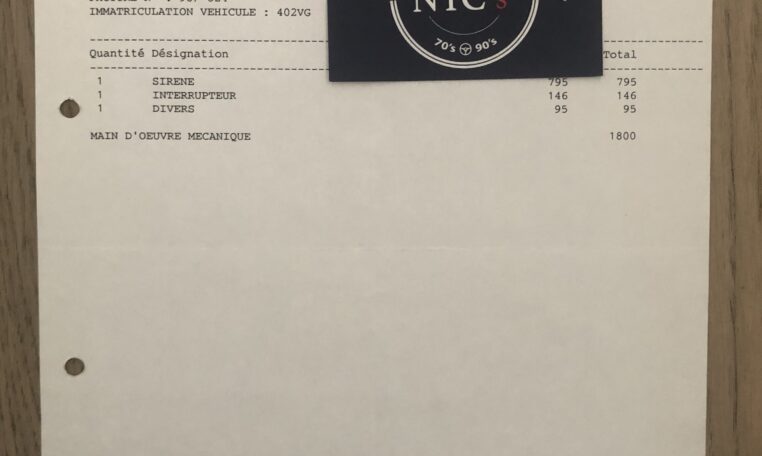 IMMATRICULATION VEHICULE : 402VG
NTC's
70's 90's
Quantité Désignation Total
1 SIRENE 795 795
1 INTERRUPTEUR 146 146
1 DIVERS 95 95
MAIN D'OEUVRE MECANIQUE 1800